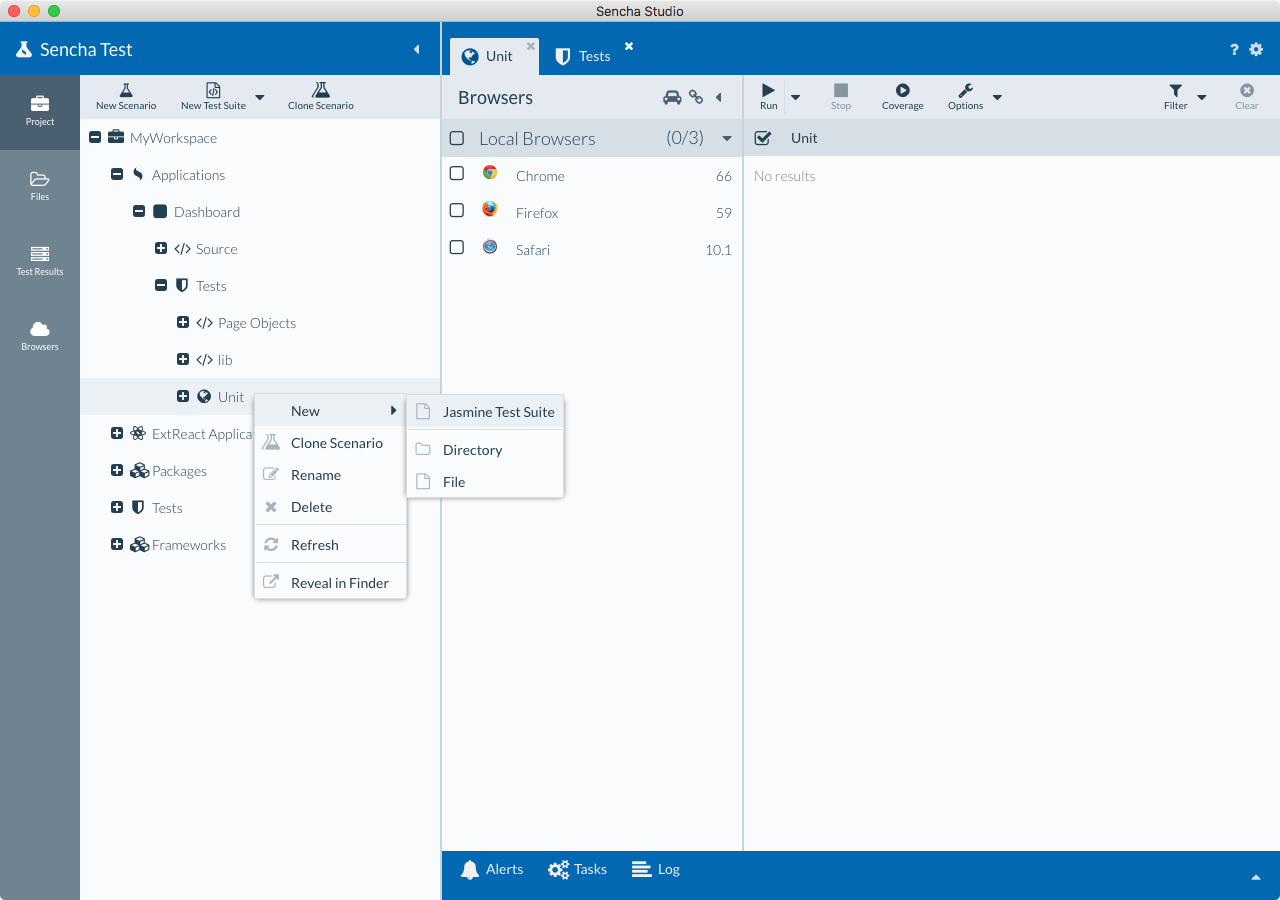 Sencha Studio
Sencha Test
Unit
Tests
?
Project
Files
Test Results
Browsers
New Scenario
New Test Suite
Clone Scenario
MyWorkspace
Applications
Dashboard
Source
Tests
Page Objects
lib
Unit
ExtReact Applica
Packages
Tests
Frameworks
New
Clone Scenario
Rename
Delete
Refresh
Reveal in Finder
Jasmine Test Suite
Directory
File
Browsers
Local Browsers (0/3)
Chrome 66
Firefox 59
Safari 10.1
Run
Stop
Coverage
Options
Filter
Clear
Unit
No results
Alerts
Tasks
Log